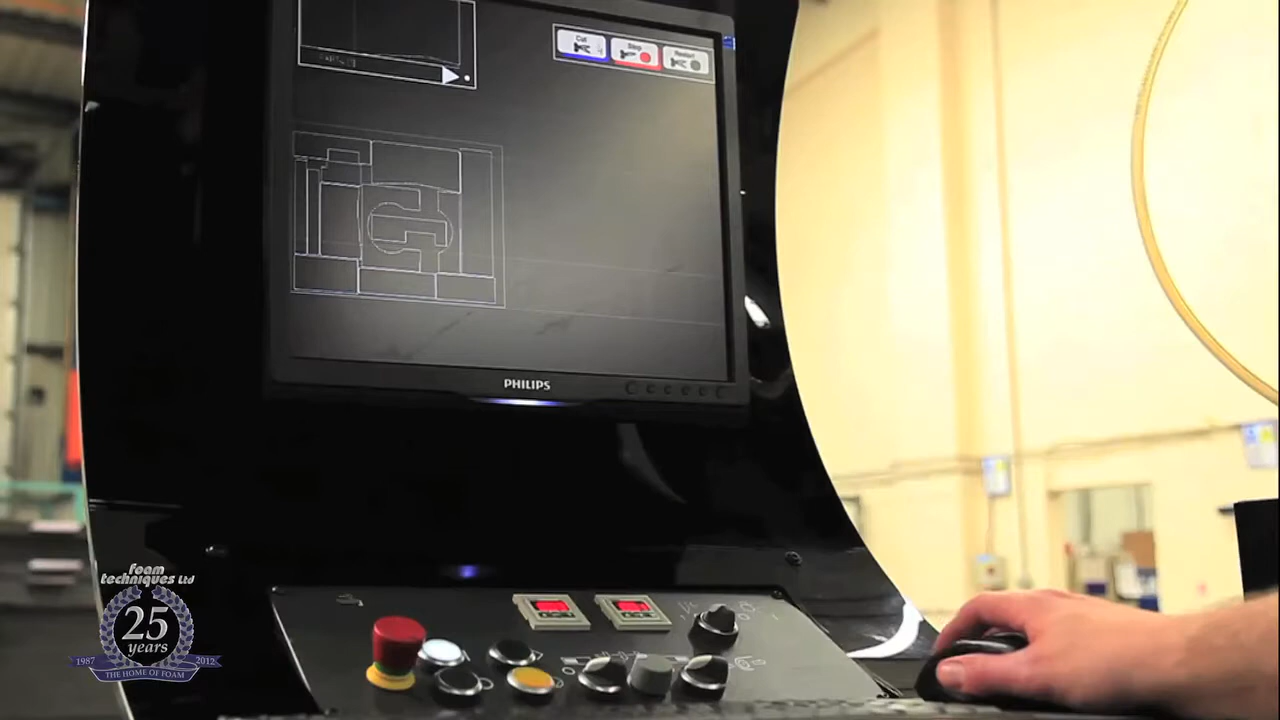 Cut
Stop
Restart
PHILIPS
foam
techniques Ltd
25
years
1987
2012
THE HOME OF FOAM